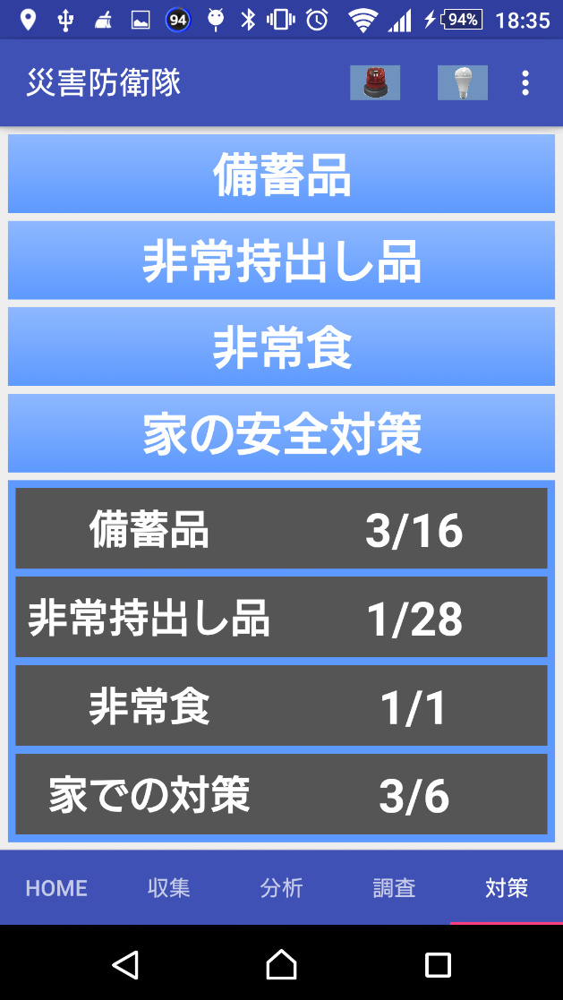 94 94% 18:35
災害防衛隊
備蓄品
非常持出し品
非常食
家の安全対策
備蓄品 3/16
非常持出し品 1/28
非常食 1/1
家での対策 3/6
HOME 収集 分析 調査 対策